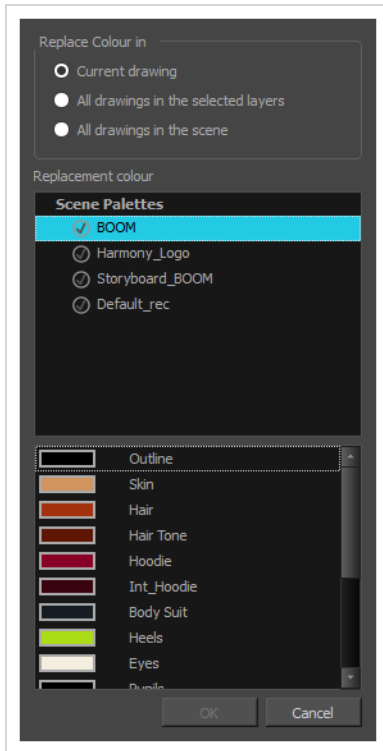 Replace Colour in
Current drawing
All drawings in the selected layers
All drawings in the scene
Replacement colour
Scene Palettes
BOOM
Harmony_Logo
Storyboard_BOOM
Default_rec
Outline
Skin
Hair
Hair Tone
Hoodie
Int_Hoodie
Body Suit
Heels
Eyes
Pupils
OK
Cancel